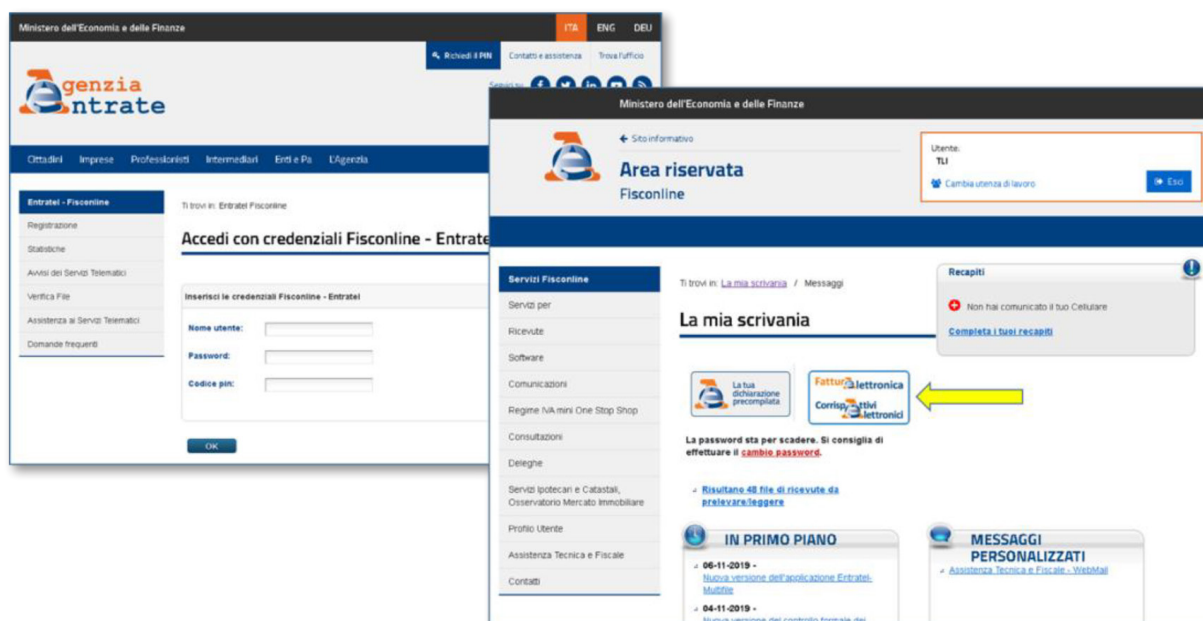 Ministero dell'Economia e delle Finanze
ITA ENG DEU
Richiedi il PIN Contatti e assistenza Trova l'ufficio
Agenzia
Entrate
Seguici su
Cittadini Imprese Professionisti Intermediari Enti e Pa L'Agenzia
Entratel - Fisconline
Registrazione
Statistiche
Avvisi dei Servizi Telematici
Verifica File
Assistenza ai Servizi Telematici
Domande frequenti
Ti trovi in: Entratel Fisconline
Accedi con credenziali Fisconline - Entrate
Inserisci le credenziali Fisconline - Entratel
Nome utente:
Password:
Codice pin:
OK
Ministero dell'Economia e delle Finanze
Sito informativo
Area riservata
Fisconline
Utente:
TLI
Cambia utenza di lavoro
Esci
Servizi Fisconline
Servizi per
Ricevute
Software
Comunicazioni
Regime IVA mini One Stop Shop
Consultazioni
Deleghe
Servizi Ipotecari e Catastali,
Osservatorio Mercato Immobiliare
Profilo Utente
Assistenza Tecnica e Fiscale
Contatti
Ti trovi in: La mia scrivania / Messaggi
La mia scrivania
Recapiti
Non hai comunicato il tuo Cellulare
Completa i tuoi recapiti
La tua
dichiarazione
precompilata
Fatturaelettronica
Corrispettivi
elettronici
La password sta per scadere. Si consiglia di
effettuare il cambio password.
Risultano 48 file di ricevute da
prelevare/leggere
IN PRIMO PIANO
06-11-2019 -
Nuova versione dell'applicazione Entratel-
Multifile
04-11-2019 -
Nuova versione del controllo formale dei
MESSAGGI
PERSONALIZZATI
Assistenza Tecnica e Fiscale - WebMail